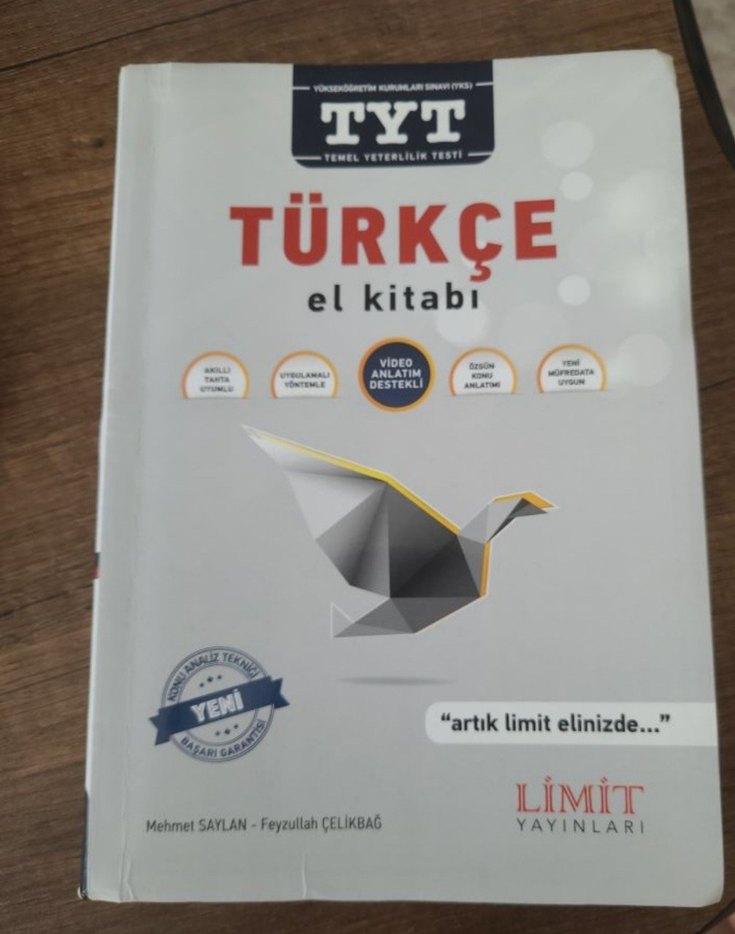 YÜKSEKÖĞRETİM KURUMLARI SINAVI (YKS)
TYT
TEMEL YETERLİLİK TESTİ
TÜRKÇE
el kitabı
AKILLI
TAHTA
UYUMLU
UYGULAMALI
YÖNTEMLE
VİDEO
ANLATIM
DESTEKLİ
ÖZGÜN
KONU
ANLATIMI
YENİ
MÜFREDATA
UYGUN
KONU ANALİZ TEKNİĞİ
YENİ
BAŞARI GARANTİSİ
"artık limit elinizde..."
Mehmet SAYLAN - Feyzullah ÇELİKBAĞ
LİMİT
YAYINLARI